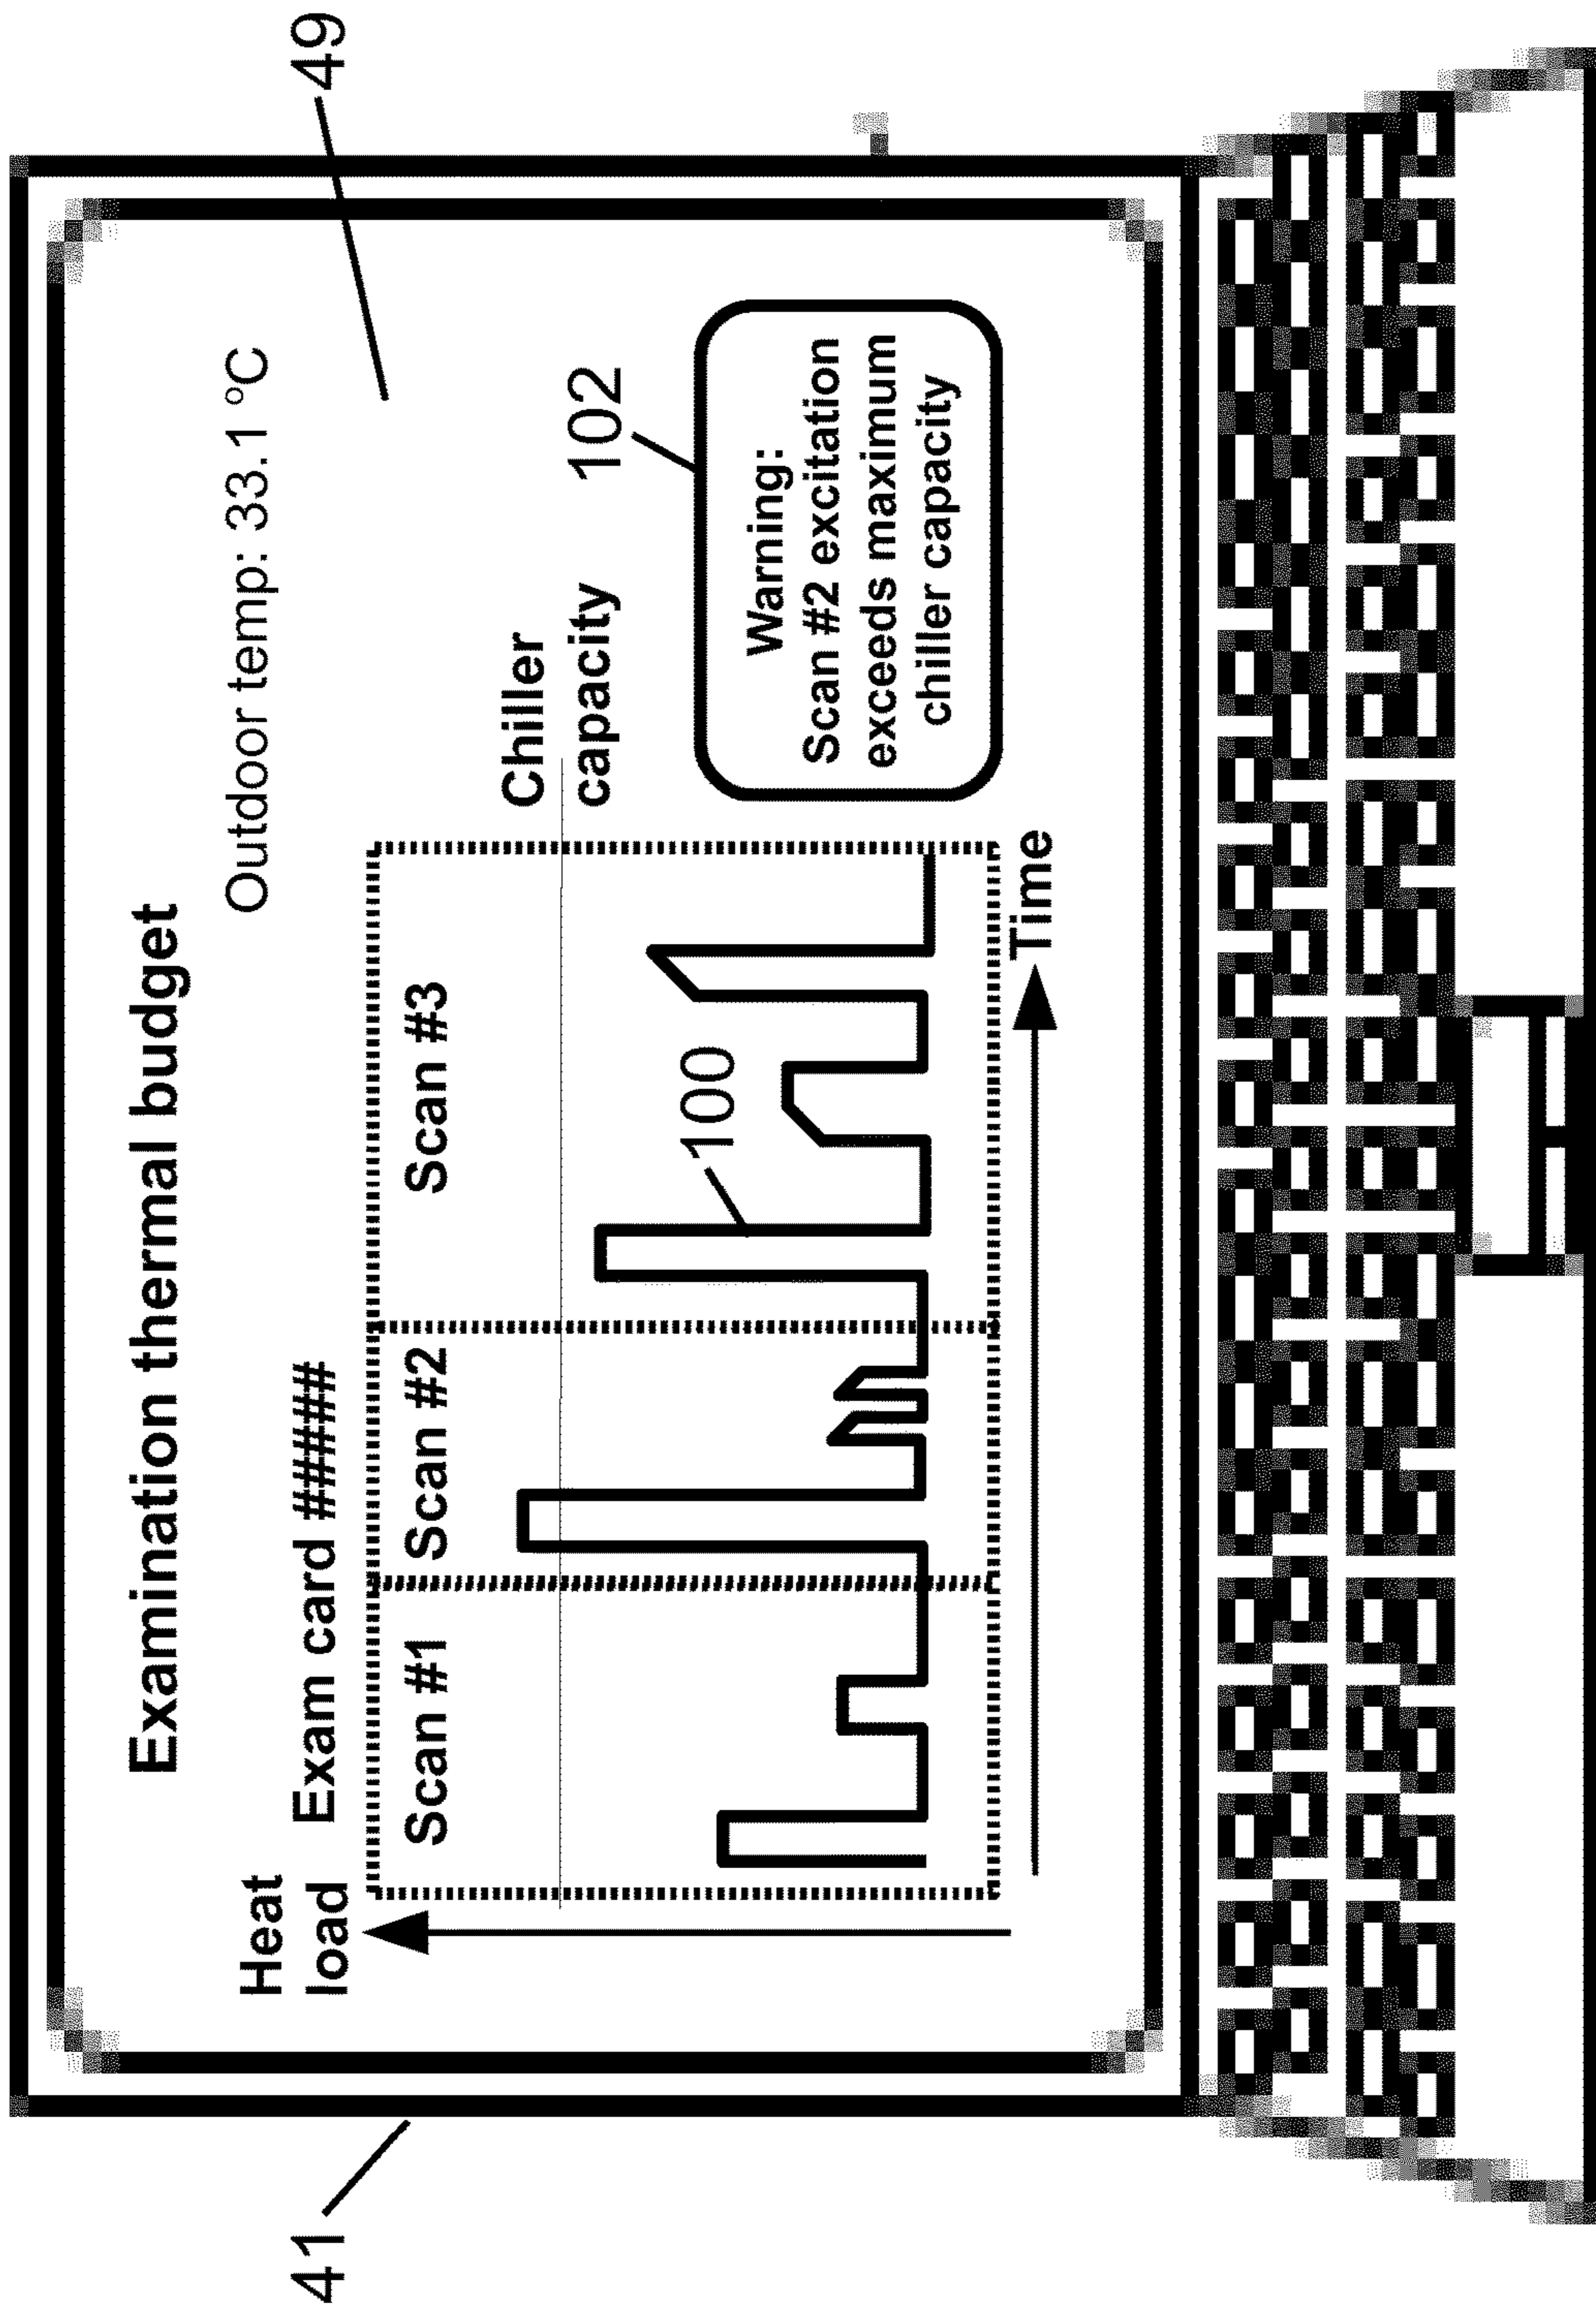 49
Examination thermal budget
Outdoor temp: 33.1 °C
Heat
load
Exam card ####
Scan #1
Scan #2
Scan #3
Chiller
capacity
102
100
Warning:
Scan #2 excitation
exceeds maximum
chiller capacity
Time
41